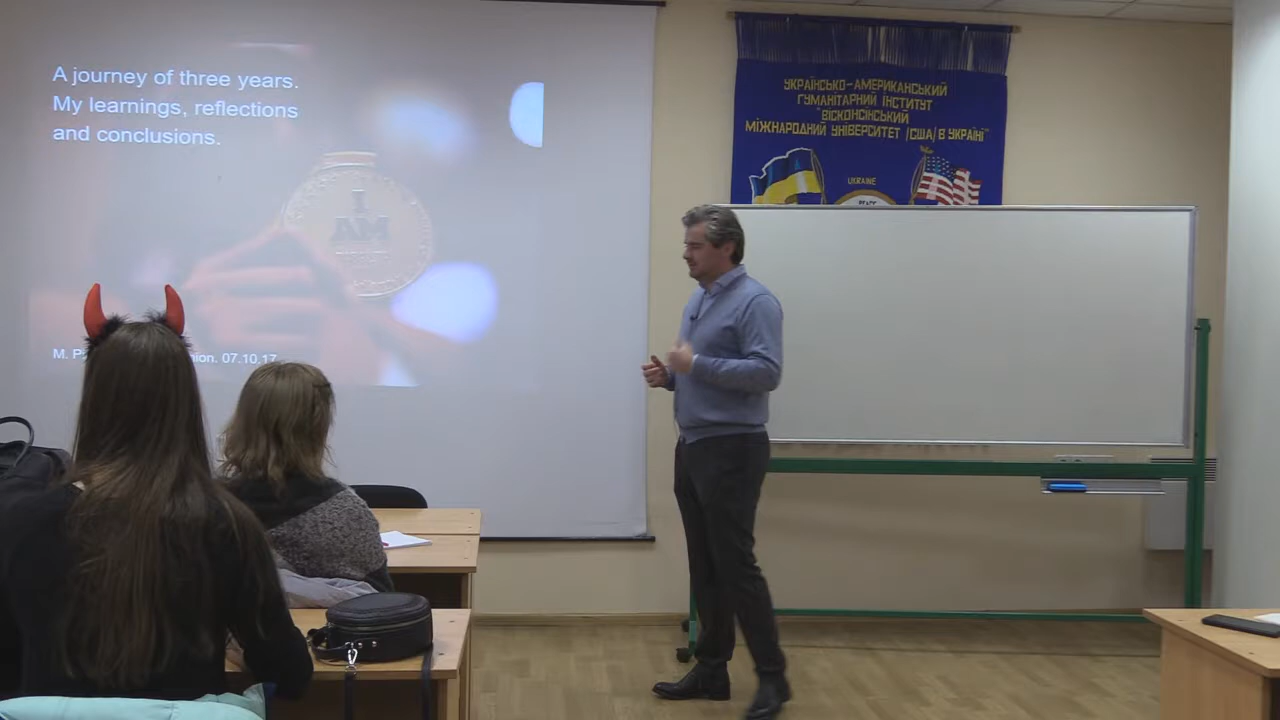 A journey of three years.
My learnings, reflections
and conclusions.
I
AM
M.
07.10.17
УКРАЇНСЬКО-АМЕРИКАНСЬКИЙ
ГУМАНІТАРНИЙ ІНСТИТУТ
"ВІСКОНСІНСЬКИЙ
МІЖНАРОДНИЙ УНІВЕРСИТЕТ /США/ В УКРАЇНІ"
UKRAINE